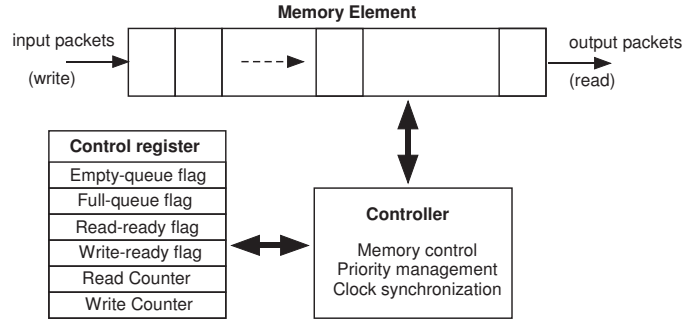 Memory Element
input packets
(write)
output packets
(read)
Control register
Empty-queue flag
Full-queue flag
Read-ready flag
Write-ready flag
Read Counter
Write Counter
Controller
Memory control
Priority management
Clock synchronization